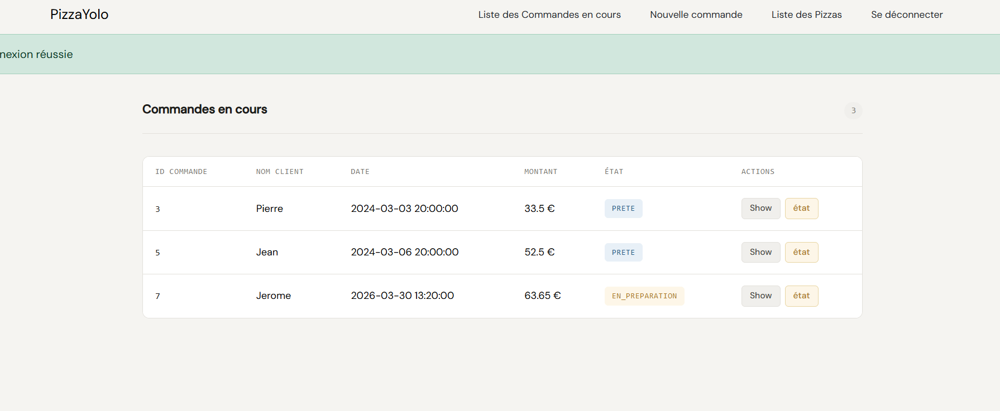 PizzaYolo Liste des Commandes en cours Nouvelle commande Liste des Pizzas Se déconnecter
nexion réussie
Commandes en cours 3
ID COMMANDE NOM CLIENT DATE MONTANT ÉTAT ACTIONS
3 Pierre 2024-03-03 20:00:00 33.5 € PRETE Show état
5 Jean 2024-03-06 20:00:00 52.5 € PRETE Show état
7 Jerome 2026-03-30 13:20:00 63.65 € EN_PREPARATION Show état